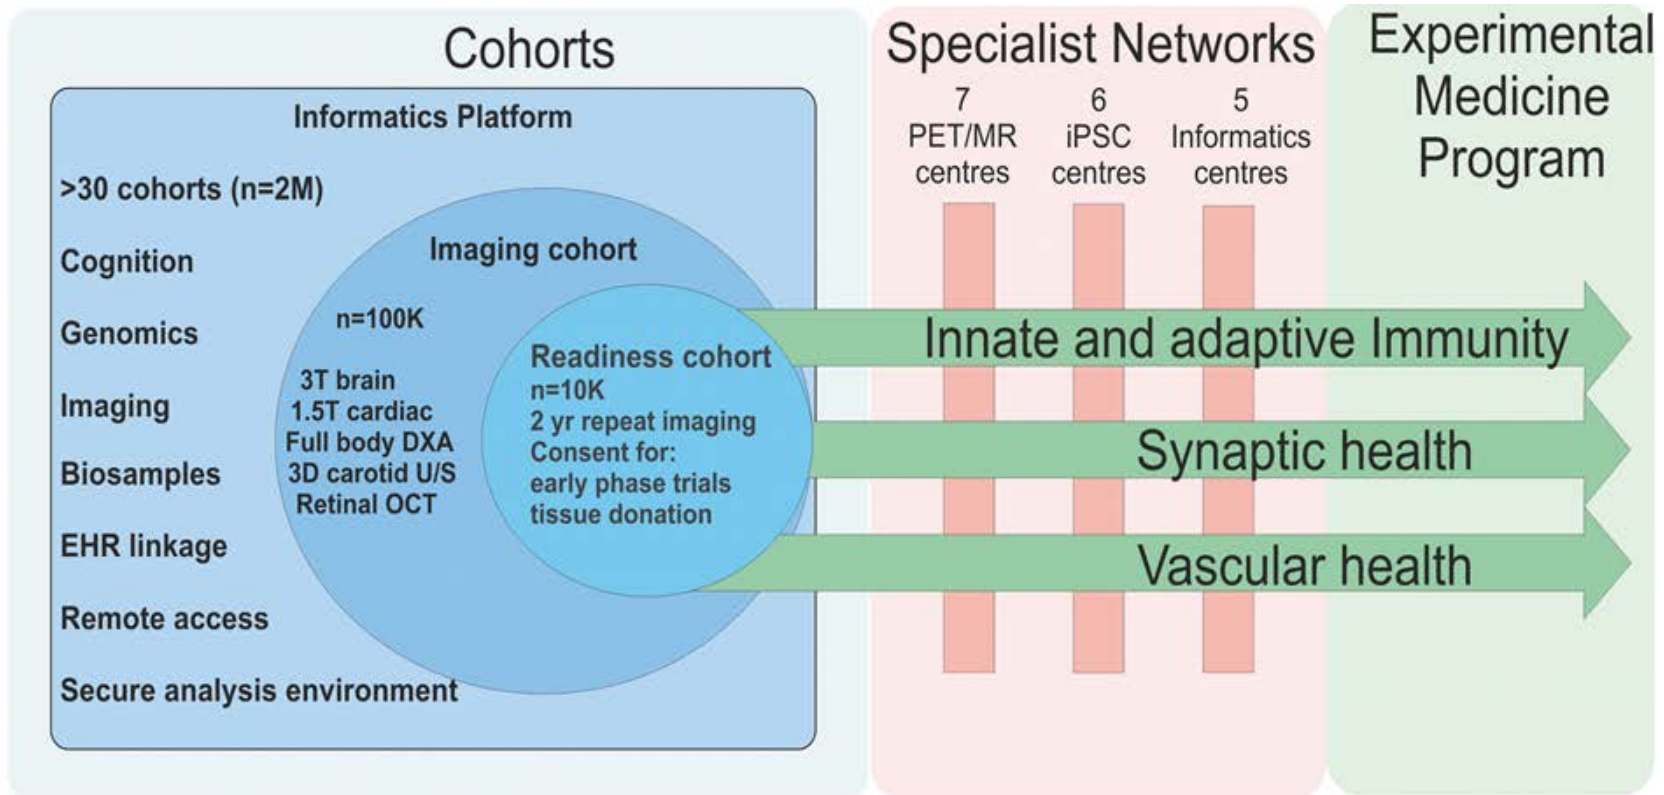 Cohorts
Informatics Platform
>30 cohorts (n=2M)
Cognition
Genomics
Imaging
Biosamples
EHR linkage
Remote access
Secure analysis environment
Imaging cohort
n=100K
3T brain
1.5T cardiac
Full body DXA
3D carotid U/S
Retinal OCT
Readiness cohort
n=10K
2 yr repeat imaging
Consent for:
early phase trials
tissue donation
Specialist Networks
7
PET/MR
centres
6
iPSC
centres
5
Informatics
centres
Experimental
Medicine
Program
Innate and adaptive Immunity
Synaptic health
Vascular health